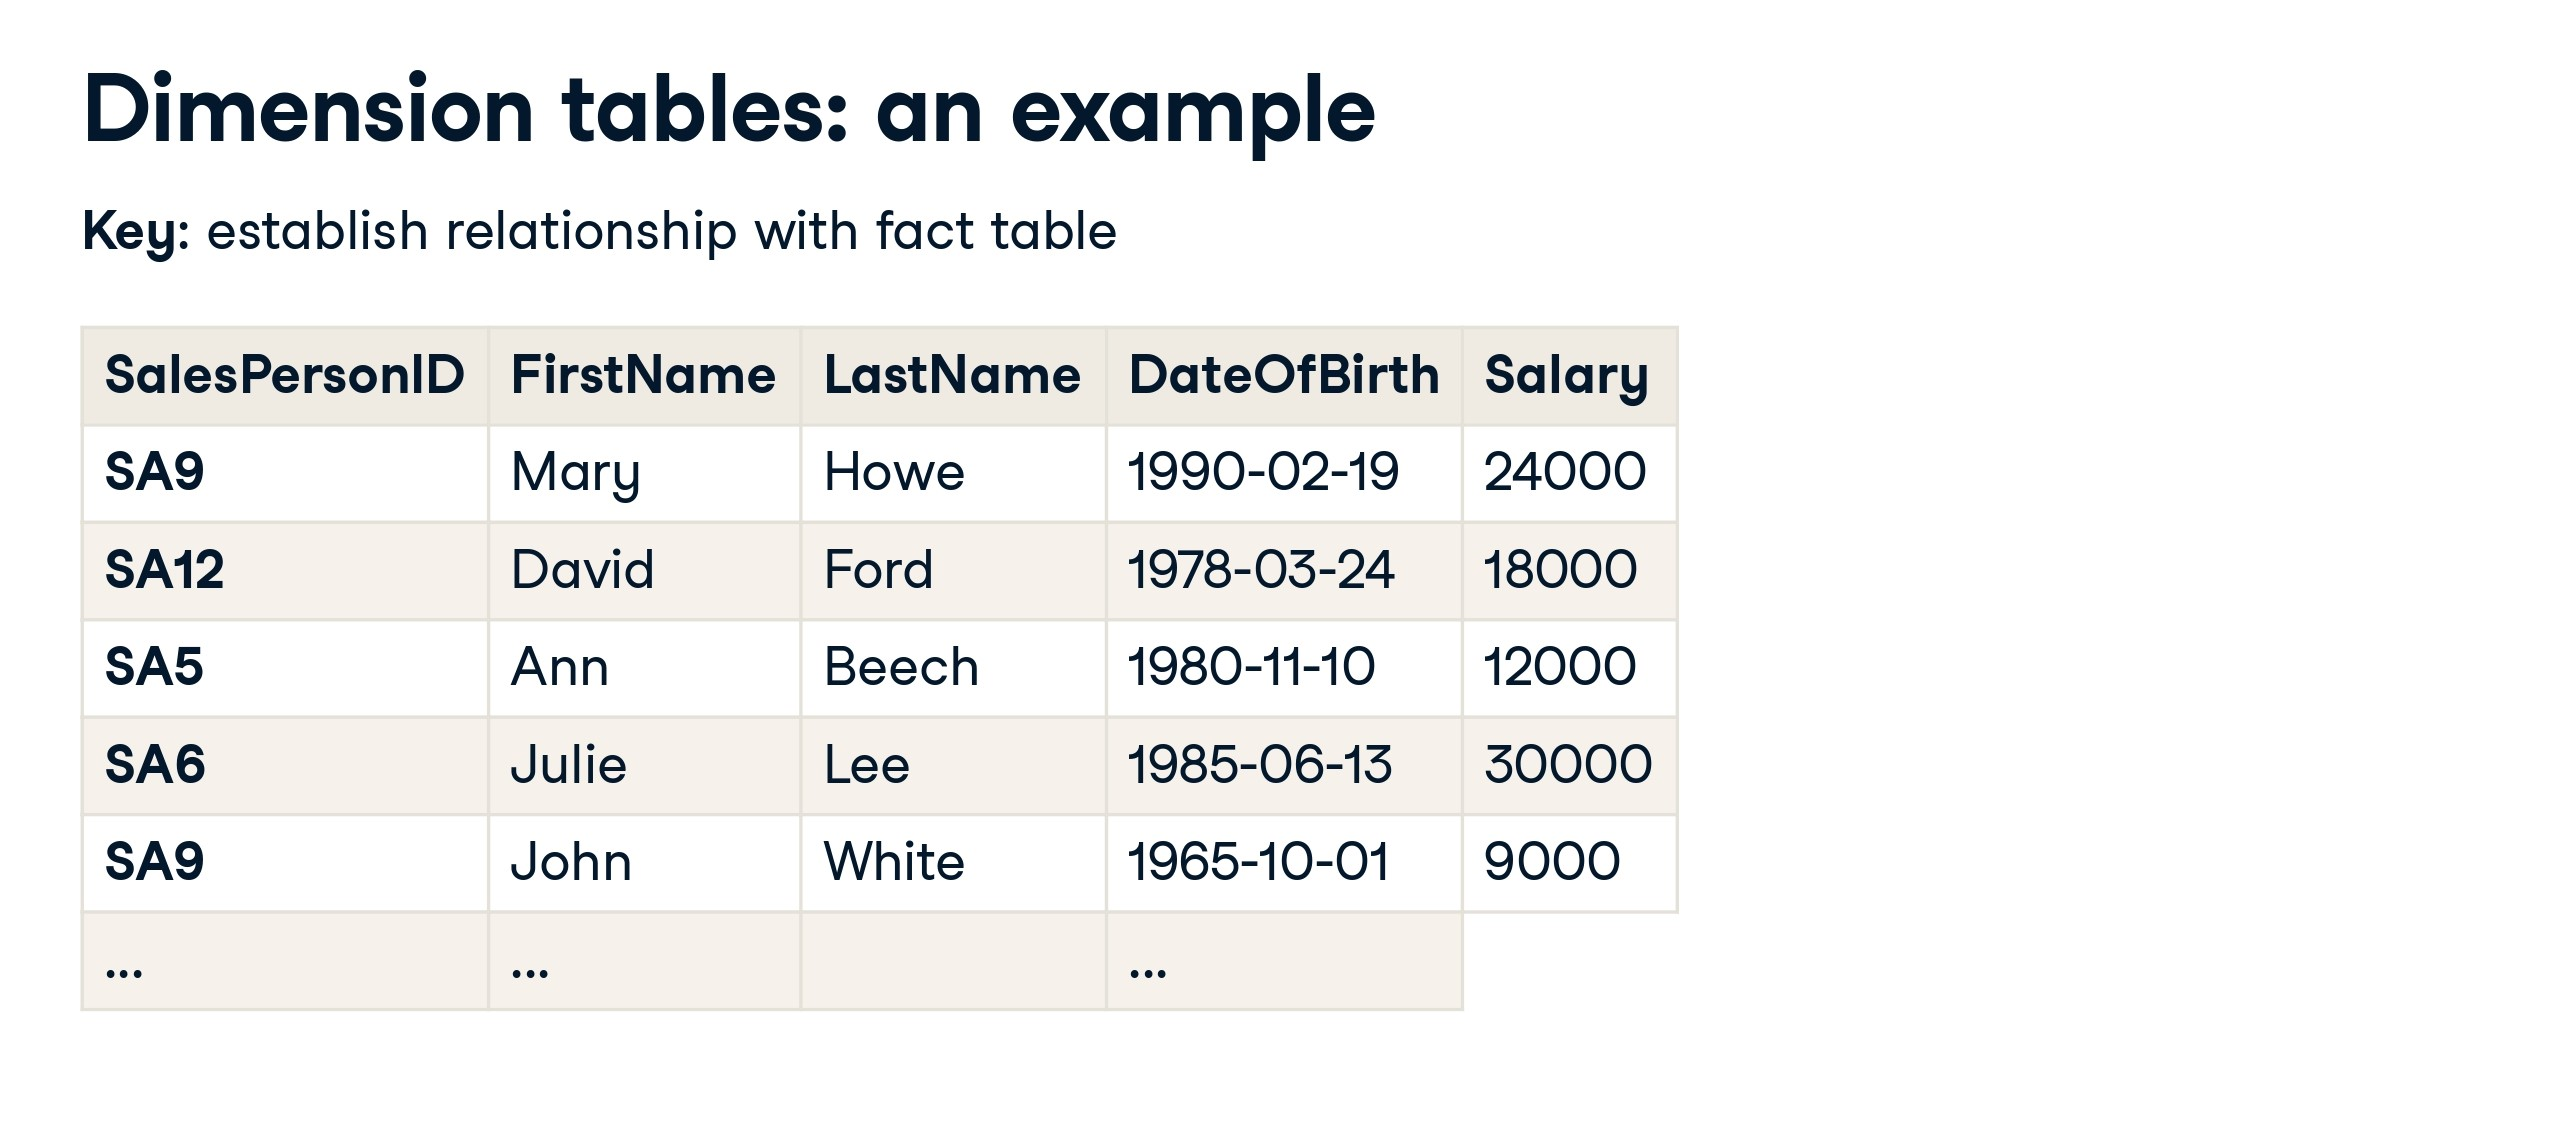 Dimension tables: an example
Key: establish relationship with fact table
SalesPersonID FirstName LastName DateOfBirth Salary
SA9 Mary Howe 1990-02-19 24000
SA12 David Ford 1978-03-24 18000
SA5 Ann Beech 1980-11-10 12000
SA6 Julie Lee 1985-06-13 30000
SA9 John White 1965-10-01 9000
... ... ...